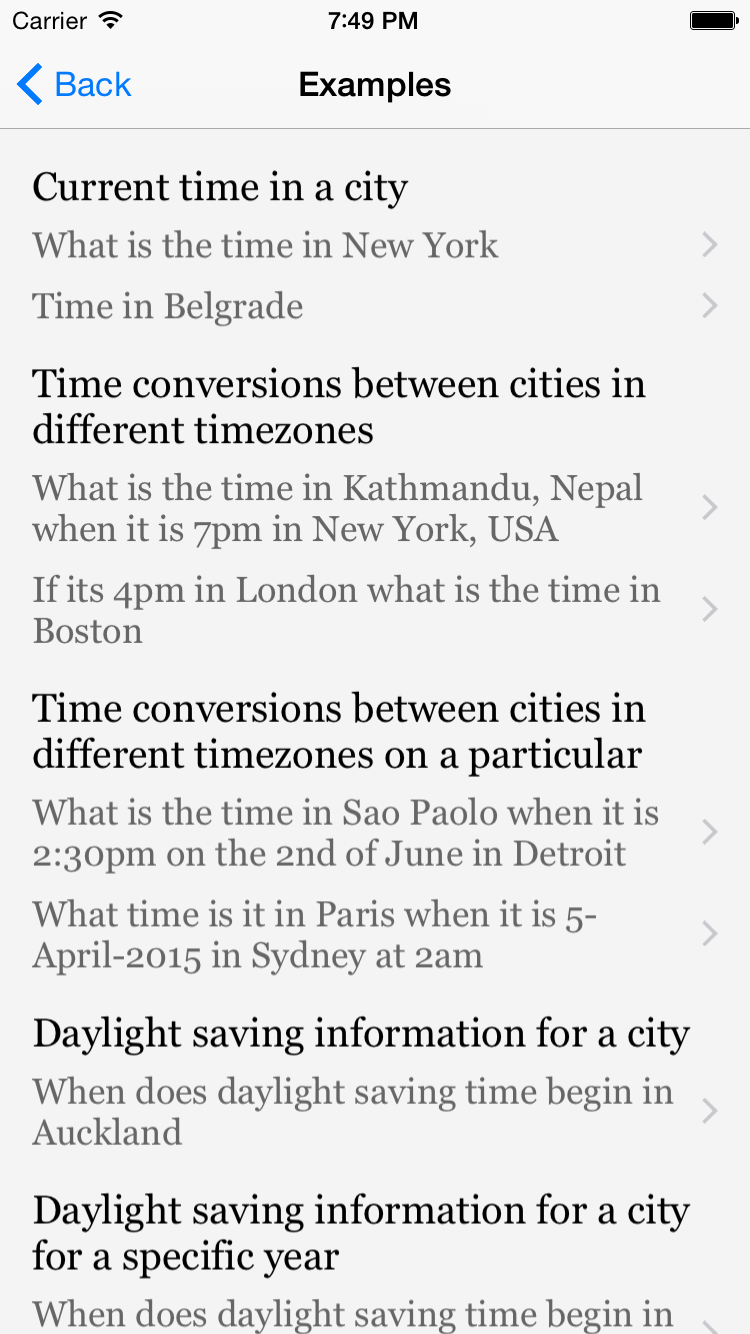 Carrier 7:49 PM
Back Examples
Current time in a city
What is the time in New York
Time in Belgrade
Time conversions between cities in
different timezones
What is the time in Kathmandu, Nepal
when it is 7pm in New York, USA
If its 4pm in London what is the time in
Boston
Time conversions between cities in
different timezones on a particular
What is the time in Sao Paolo when it is
2:30pm on the 2nd of June in Detroit
What time is it in Paris when it is 5-
April-2015 in Sydney at 2am
Daylight saving information for a city
When does daylight saving time begin in
Auckland
Daylight saving information for a city
for a specific year
When does daylight saving time begin in